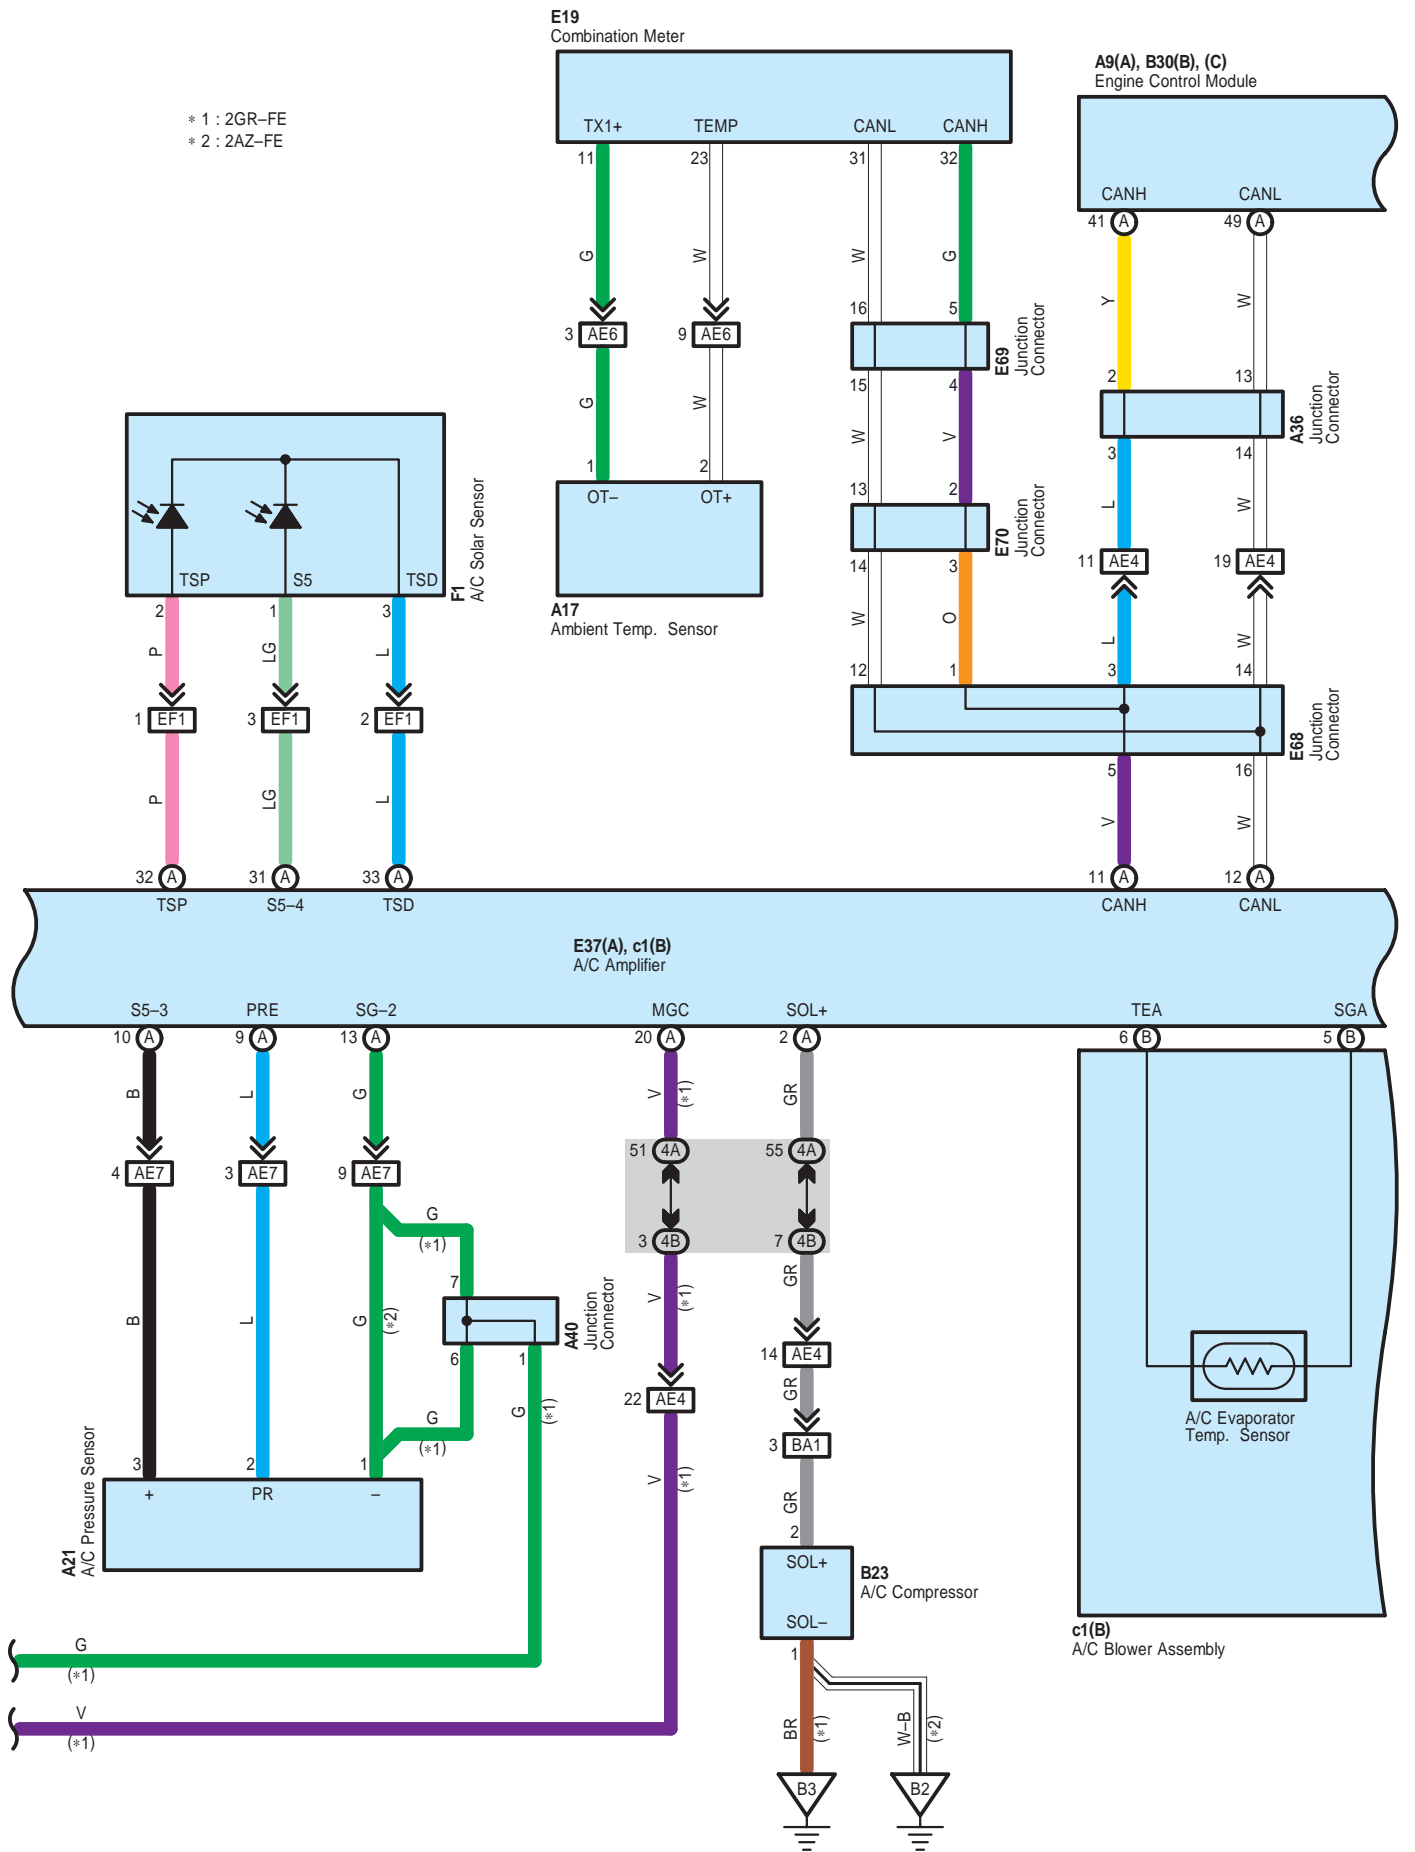 E19
Combination Meter
A9(A), B30(B), (C)
Engine Control Module
∗ 1 : 2GR–FE
∗ 2 : 2AZ–FE
TX1+ TEMP CANL CANH
11 23 31 32
CANH CANL
41 A 49 A
G W W G
Y W
16 5
3 AE6 9 AE6
E69
Junction
Connector
15 4
2 13
A36
Junction
Connector
G W W V
3 14
1 2
13 2
OT– OT+
L W
E70
Junction
Connector
14 3
11 AE4 19 AE4
F1
A/C Solar Sensor
TSP S5 TSD
2 1 3
A17
Ambient Temp. Sensor
W O L W
P LG L
12 1 3 14
1 EF1 3 EF1 2 EF1
E68
Junction
Connector
5 16
P LG L
V W
32 A 31 A 33 A
11 A 12 A
TSP S5–4 TSD
CANH CANL
E37(A), c1(B)
A/C Amplifier
S5–3 PRE SG–2 MGC SOL+ TEA SGA
10 A 9 A 13 A 20 A 2 A 6 B 5 B
B L G V (∗1) GR
51 4A 55 4A
4 AE7 3 AE7 9 AE7
G
(∗1)
3 4B 7 4B
7
GR
V (∗1)
B L G (∗2)
A40
Junction
Connector
6 1
14 AE4
GR
22 AE4
G
(∗1)
G (∗1)
3 BA1
A/C Evaporator
Temp. Sensor
3 2 1
V (∗1)
GR
+ PR –
A21
A/C Pressure Sensor
2
SOL+
B23
A/C Compressor
SOL–
1
c1(B)
A/C Blower Assembly
G
(∗1)
V
(∗1)
BR (∗1) W–B (∗2)
B3 B2